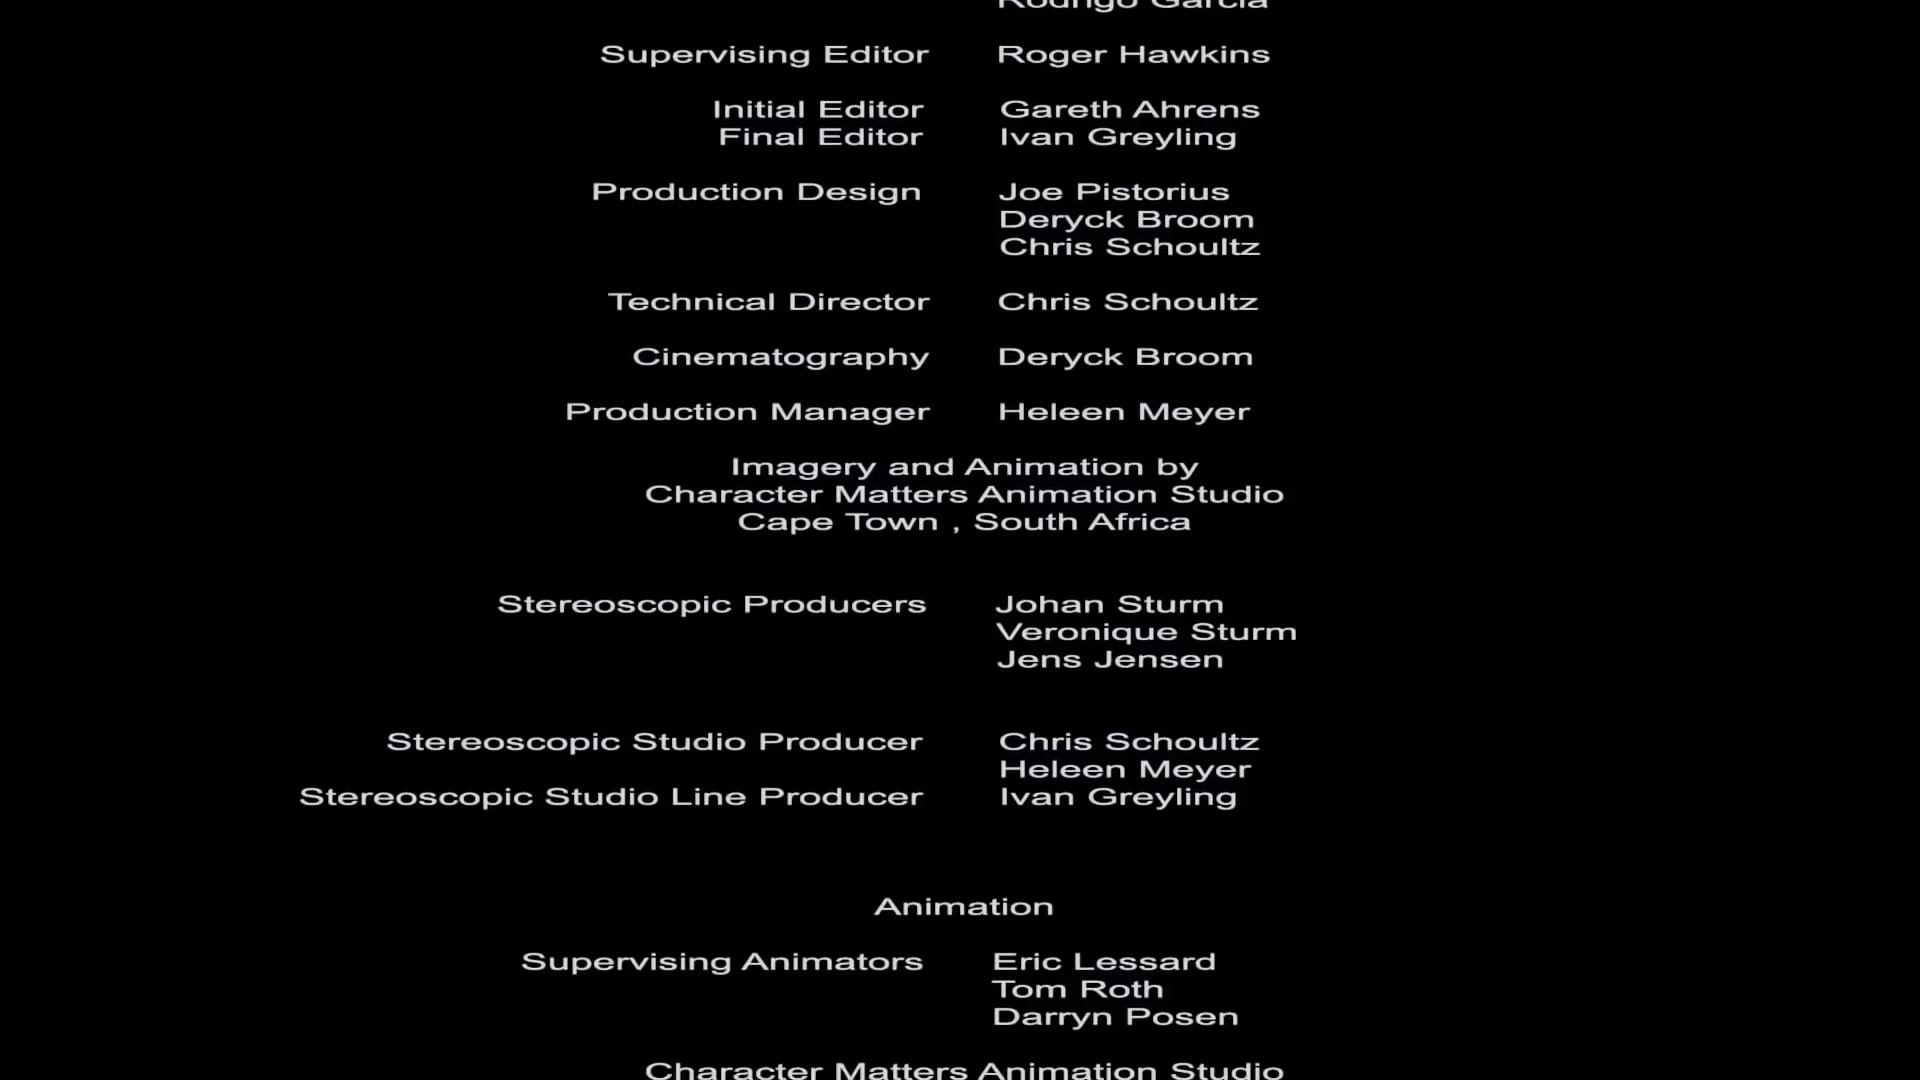 Rodrigo Garcia
Supervising Editor Roger Hawkins
Initial Editor Gareth Ahrens
Final Editor Ivan Greyling
Production Design Joe Pistorius
Deryck Broom
Chris Schoultz
Technical Director Chris Schoultz
Cinematography Deryck Broom
Production Manager Heleen Meyer
Imagery and Animation by
Character Matters Animation Studio
Cape Town , South Africa
Stereoscopic Producers Johan Sturm
Veronique Sturm
Jens Jensen
Stereoscopic Studio Producer Chris Schoultz
Heleen Meyer
Stereoscopic Studio Line Producer Ivan Greyling
Animation
Supervising Animators Eric Lessard
Tom Roth
Darryn Posen
Character Matters Animation Studio